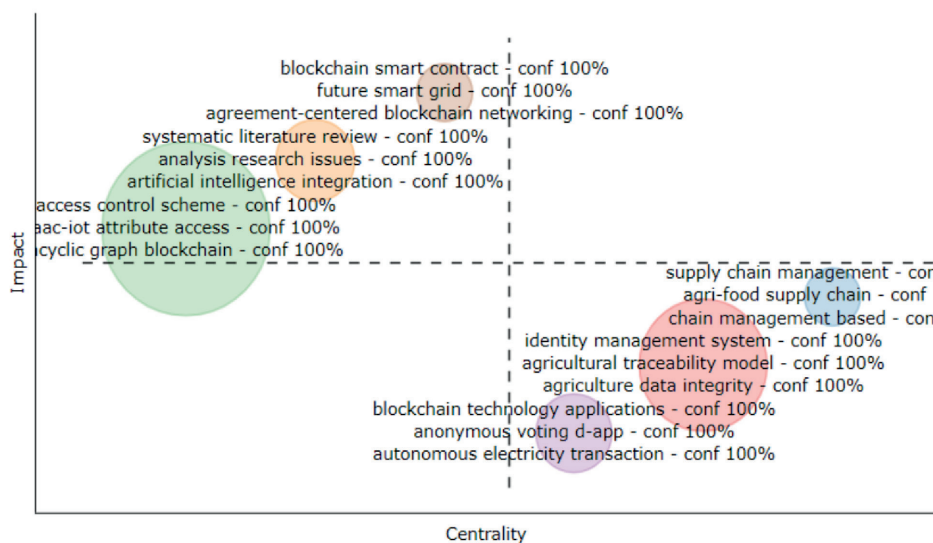 blockchain smart contract - conf 100%
future smart grid - conf 100%
agreement-centered blockchain networking - conf 100%
systematic literature review - conf 100%
analysis research issues - conf 100%
artificial intelligence integration - conf 100%
access control scheme - conf 100%
aac-iot attribute access - conf 100%
cyclic graph blockchain - conf 100%
Impact
supply chain management - con
agri-food supply chain - conf
chain management based - con
identity management system - conf 100%
agricultural traceability model - conf 100%
agriculture data integrity - conf 100%
blockchain technology applications - conf 100%
anonymous voting d-app - conf 100%
autonomous electricity transaction - conf 100%
Centrality